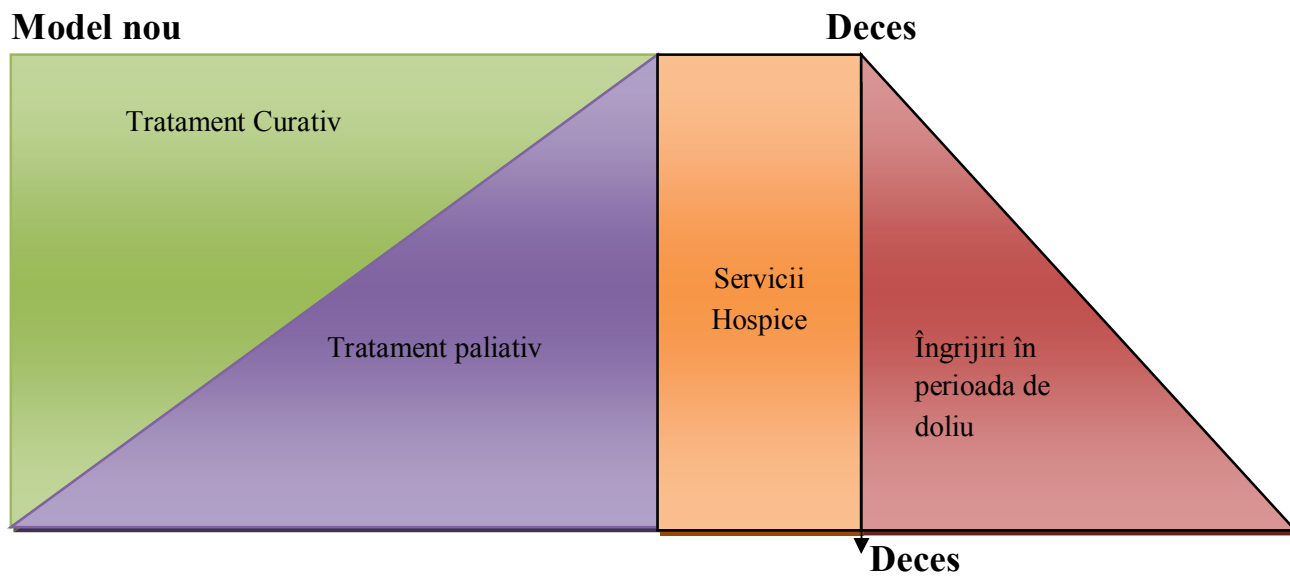 Model nou
Deces
Tratament Curativ
Tratament paliativ
Servicii
Hospice
Îngrijiri în
perioada de
doliu
Deces